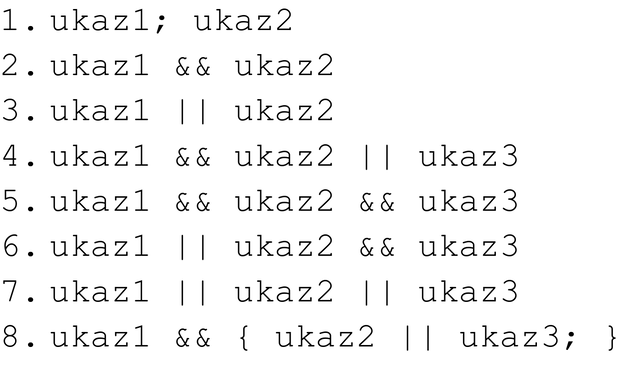 1. ukaz1; ukaz2
2. ukaz1 && ukaz2
3. ukaz1 || ukaz2
4. ukaz1 && ukaz2 || ukaz3
5. ukaz1 && ukaz2 && ukaz3
6. ukaz1 || ukaz2 && ukaz3
7. ukaz1 || ukaz2 || ukaz3
8. ukaz1 && { ukaz2 || ukaz3; }